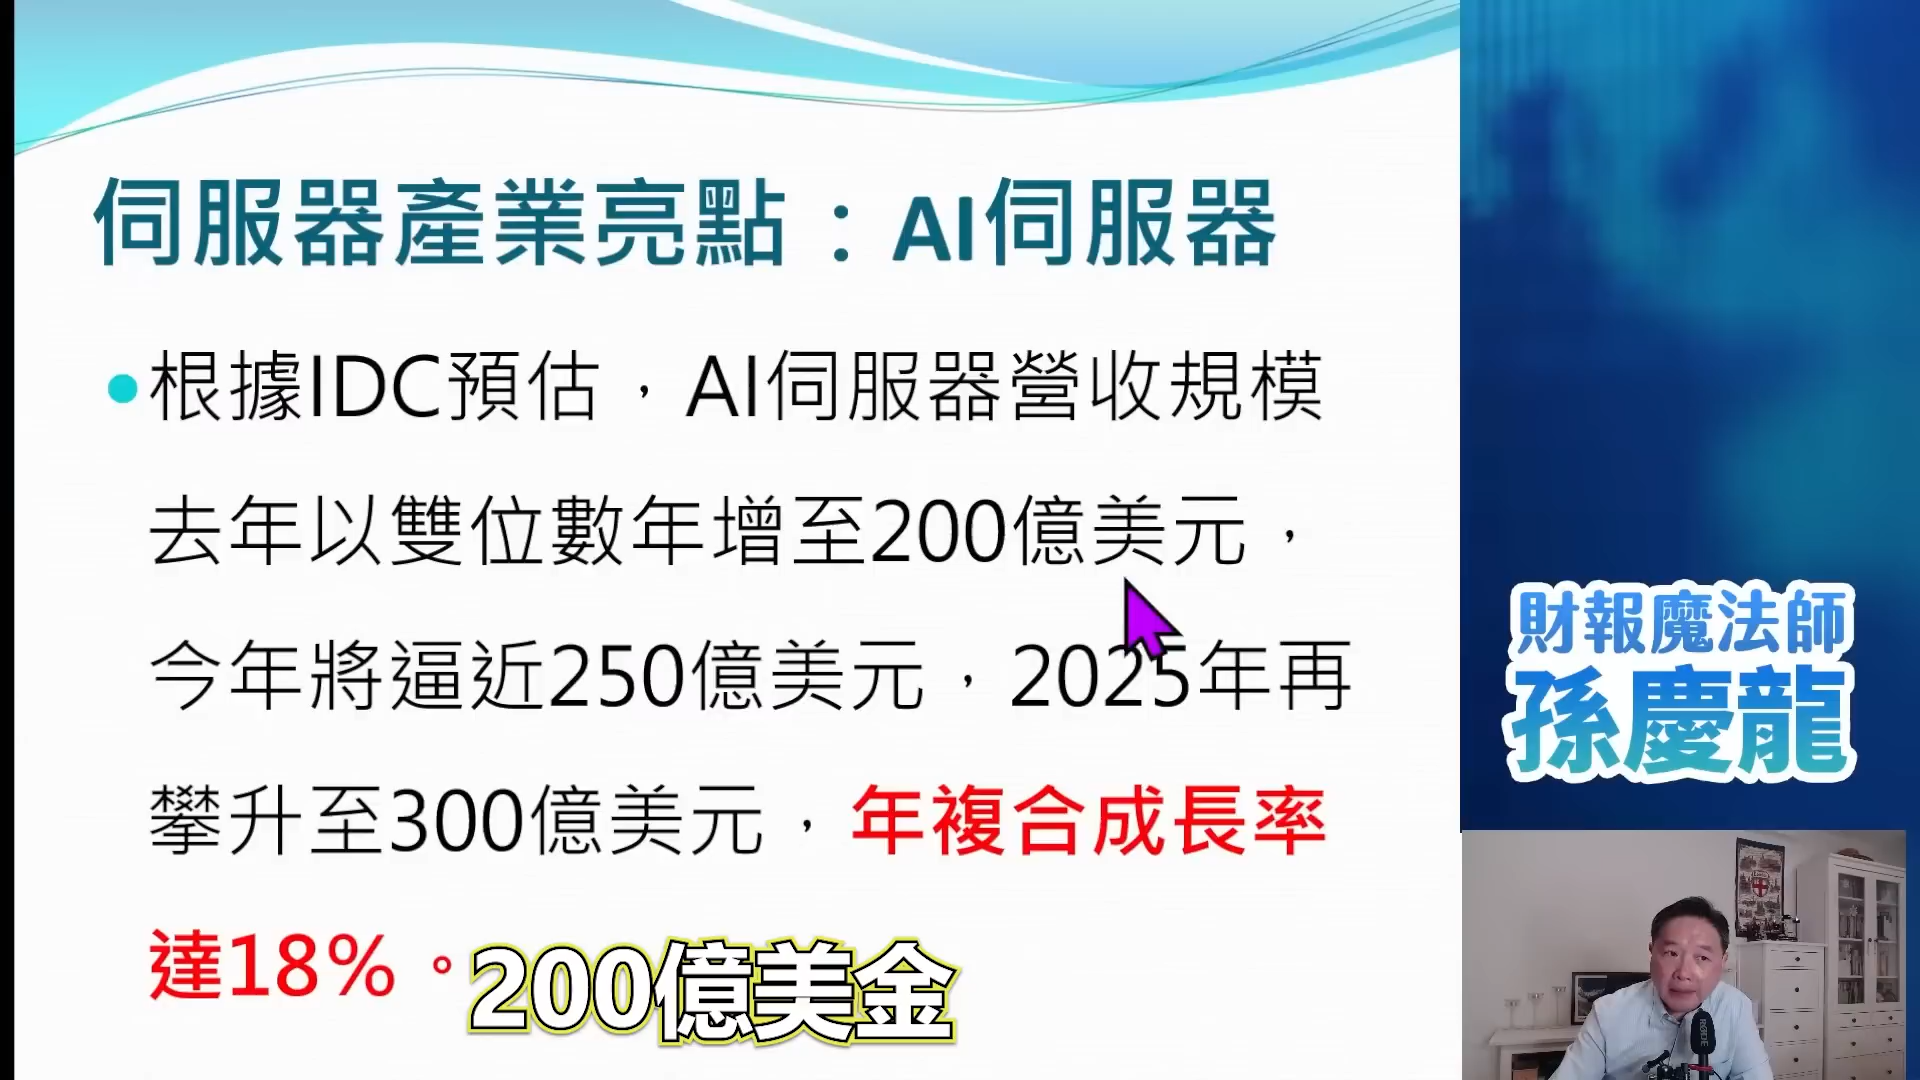 伺服器產業亮點：AI伺服器
根據IDC預估，AI伺服器營收規模
去年以雙位數年增至200億美元，
今年將逼近250億美元，2025年再
攀升至300億美元，年複合成長率
達18%。
200億美金
財報魔法師
孫慶龍
RØDE